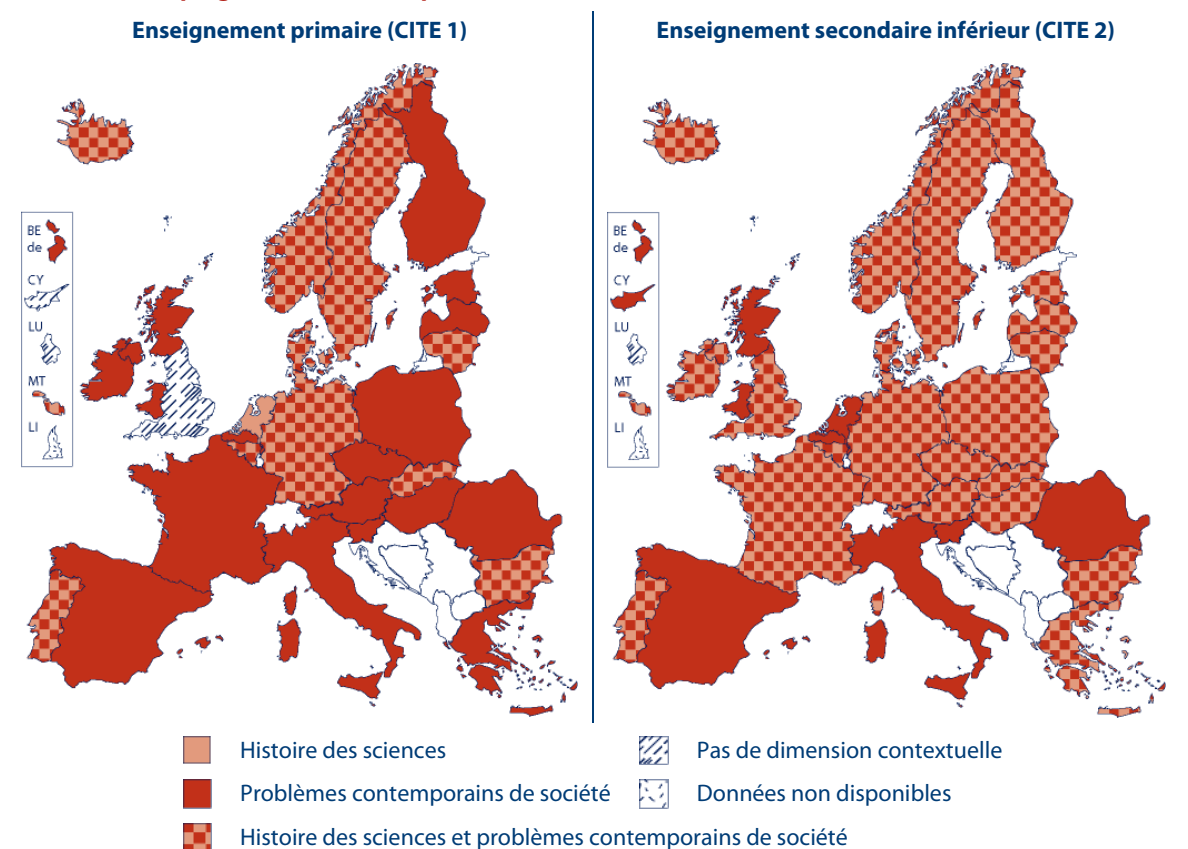 Enseignement primaire (CITE 1)
Enseignement secondaire inférieur (CITE 2)
BE
de
CY
LU
MT
LI
BE
de
CY
LU
MT
LI
Histoire des sciences
Pas de dimension contextuelle
Problèmes contemporains de société
Données non disponibles
Histoire des sciences et problèmes contemporains de société